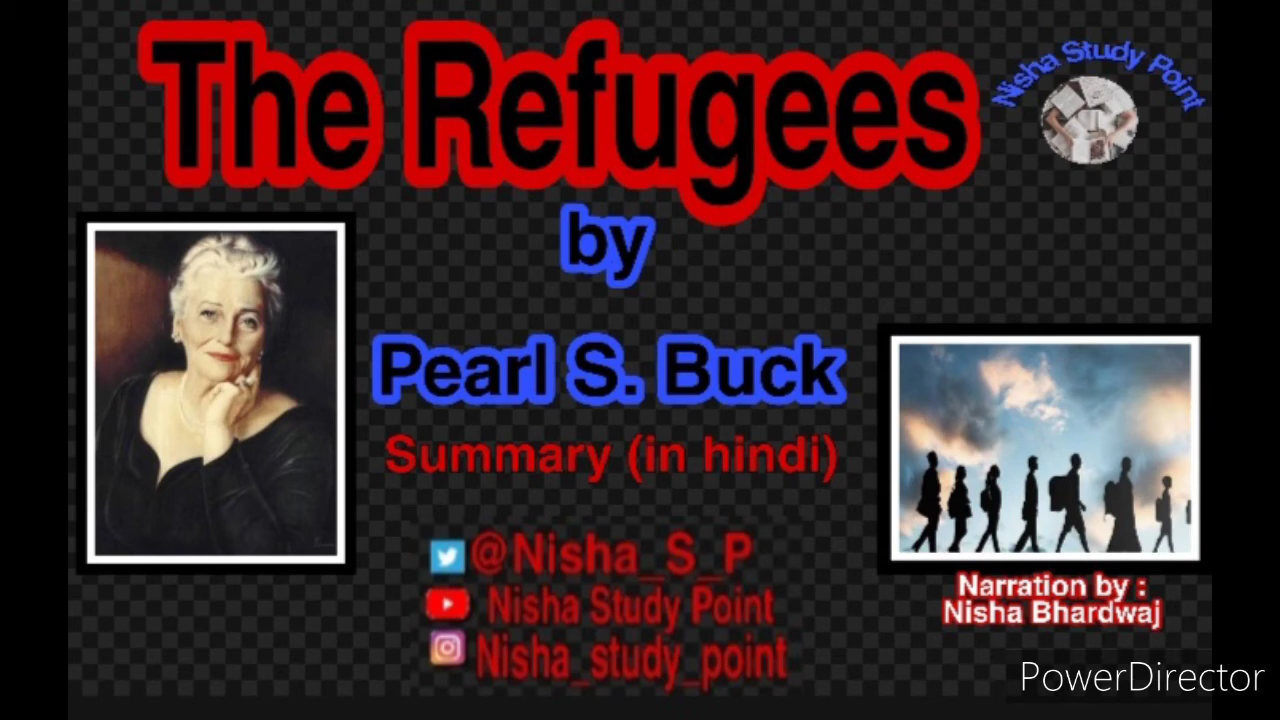 The Refugees
Nisha Study Point
by
Pearl S. Buck
Summary (in hindi)
@Nisha_S_P
Nisha Study Point
Nisha_study_point
Narration by :
Nisha Bhardwaj
PowerDirector